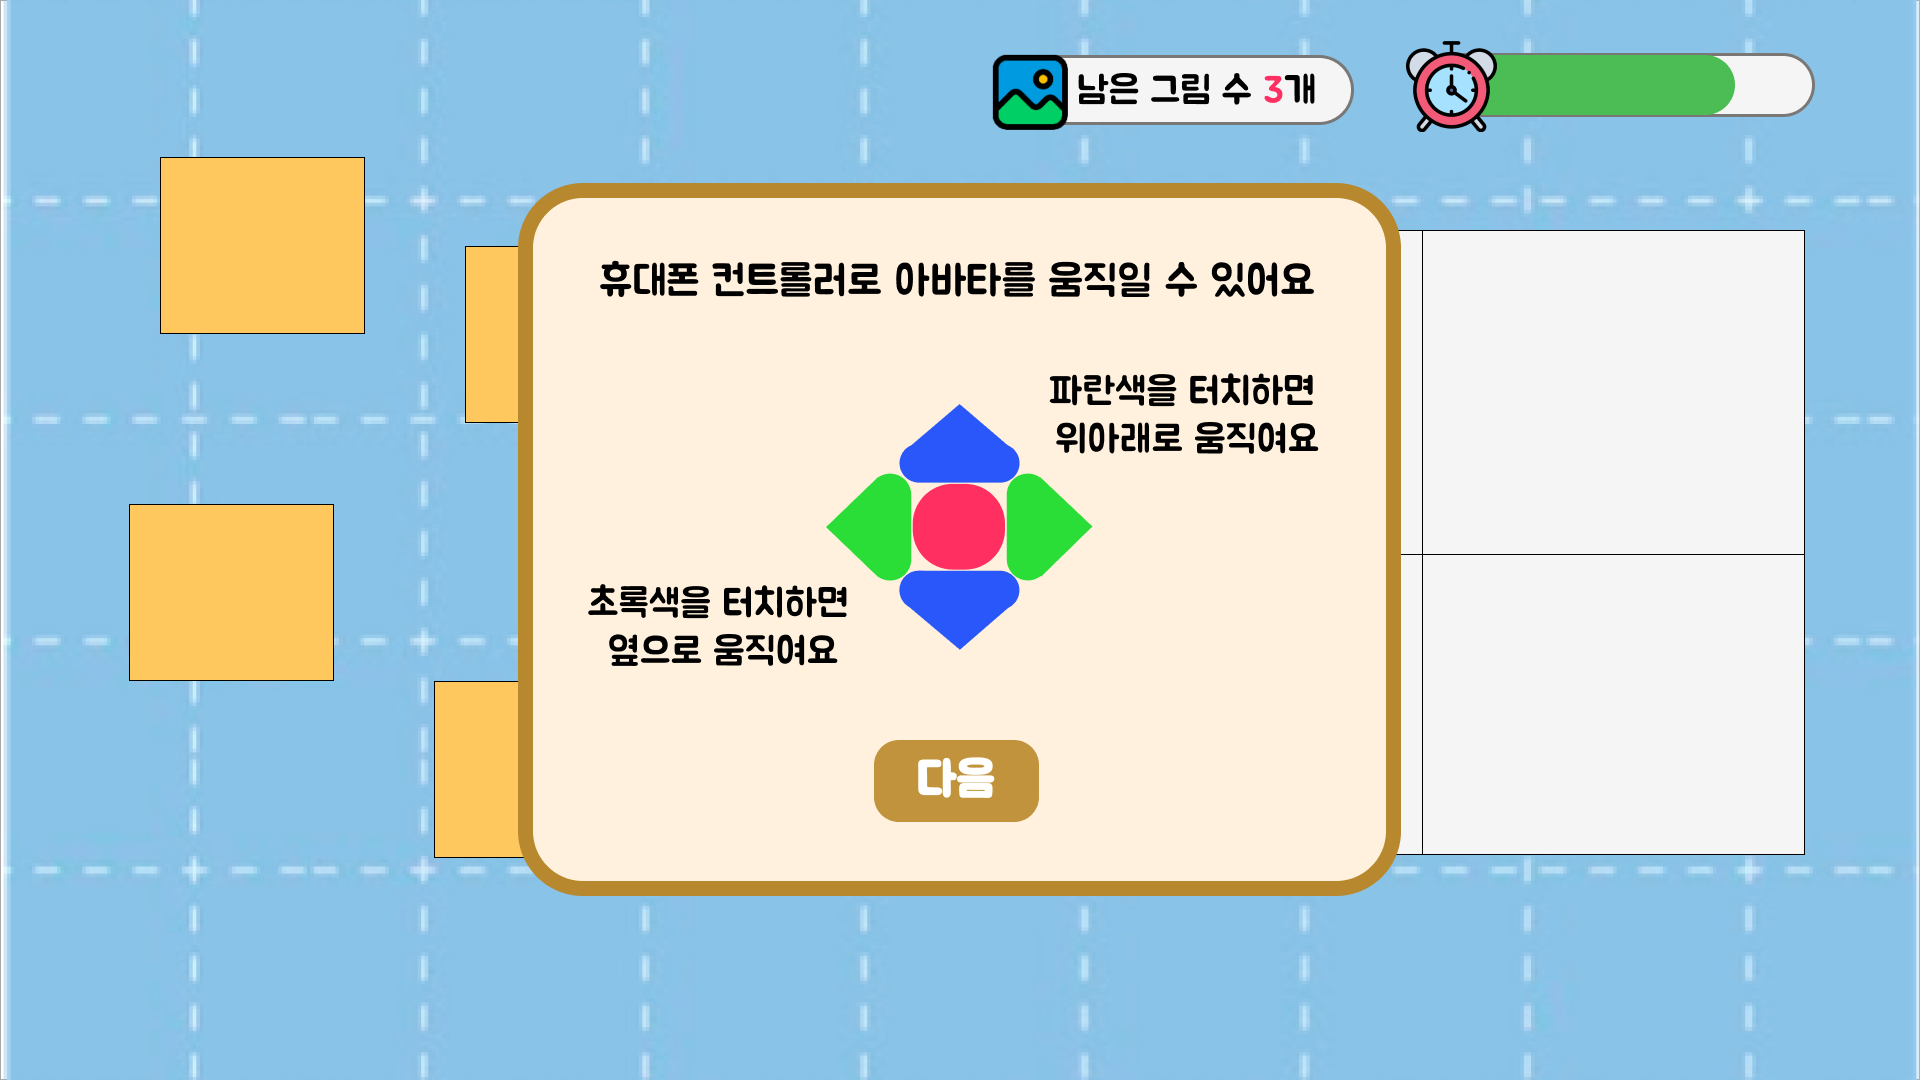 남은 그림 수 3개
휴대폰 컨트롤러로 아바타를 움직일 수 있어요
파란색을 터치하면
위아래로 움직여요
초록색을 터치하면
옆으로 움직여요
다음